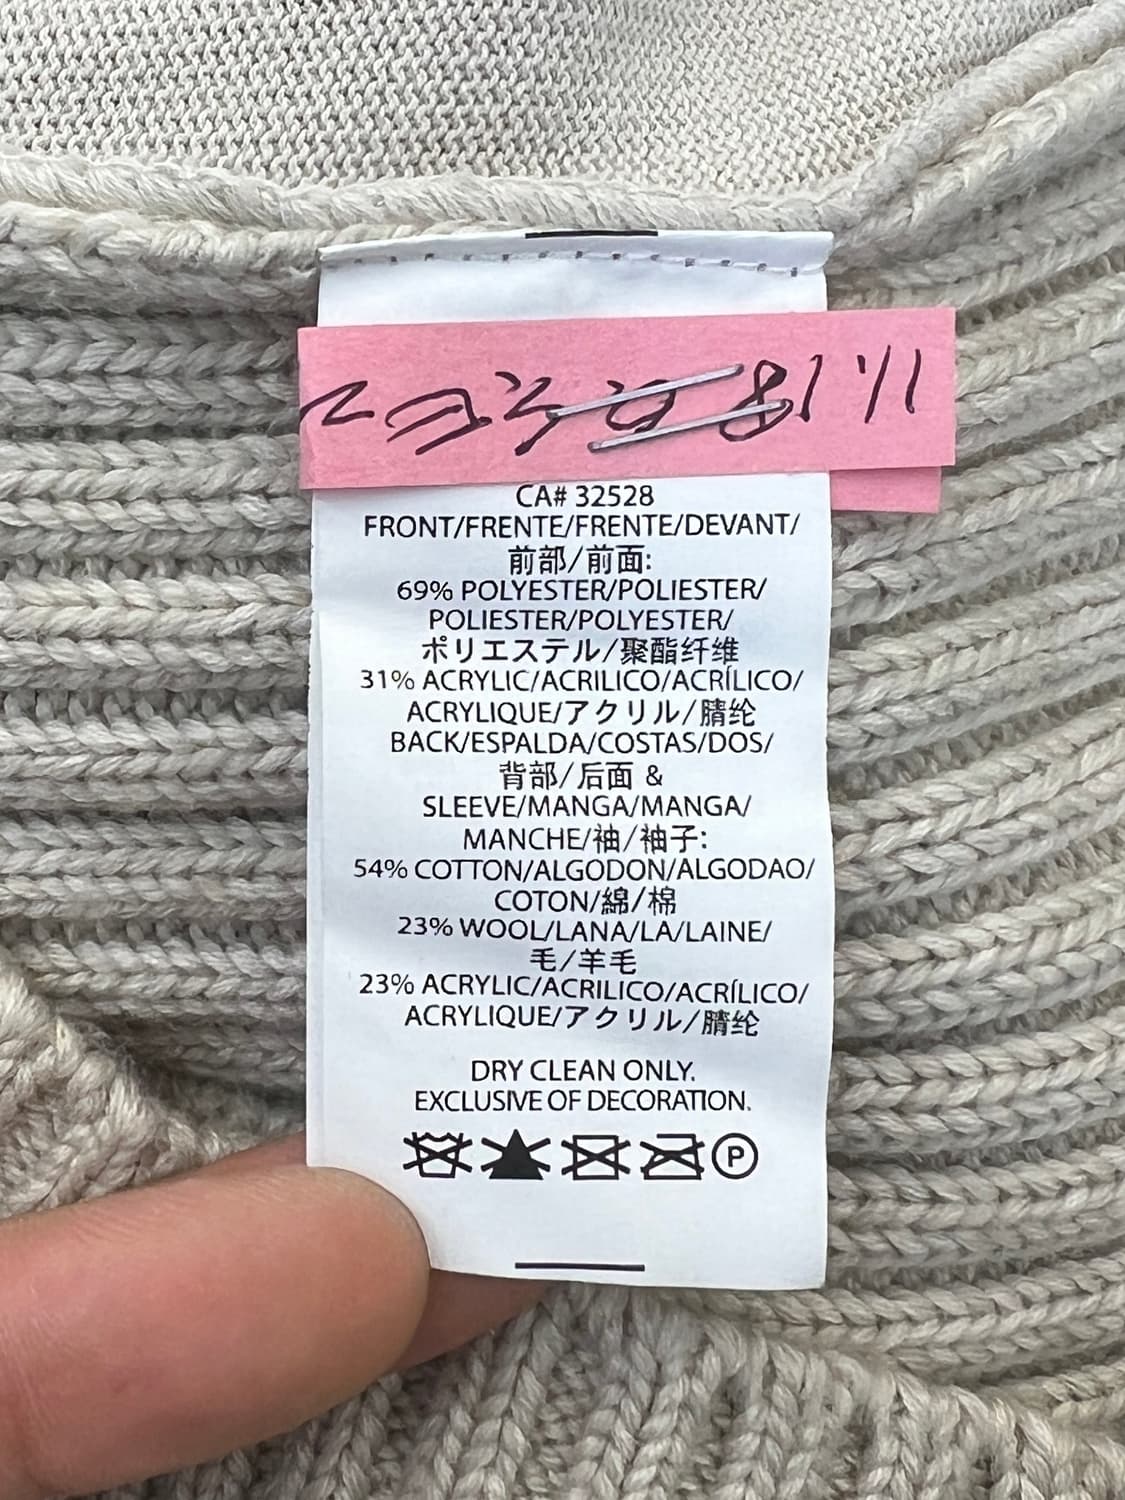 CA# 32528
FRONT/FRENTE/FRENTE/DEVANT/
前部/前面:
69% POLYESTER/POLIESTER/
POLIESTER/POLYESTER/
ポリエステル/聚酯纤维
31% ACRYLIC/ACRILICO/ACRÍLICO/
ACRYLIQUE/アクリル/腈纶
BACK/ESPALDA/COSTAS/DOS/
背部/后面 &
SLEEVE/MANGA/MANGA/
MANCHE/袖/袖子:
54% COTTON/ALGODON/ALGODAO/
COTON/綿/棉
23% WOOL/LANA/LA/LAINE/
毛/羊毛
23% ACRYLIC/ACRILICO/ACRÍLICO/
ACRYLIQUE/アクリル/腈纶
DRY CLEAN ONLY.
EXCLUSIVE OF DECORATION.
P